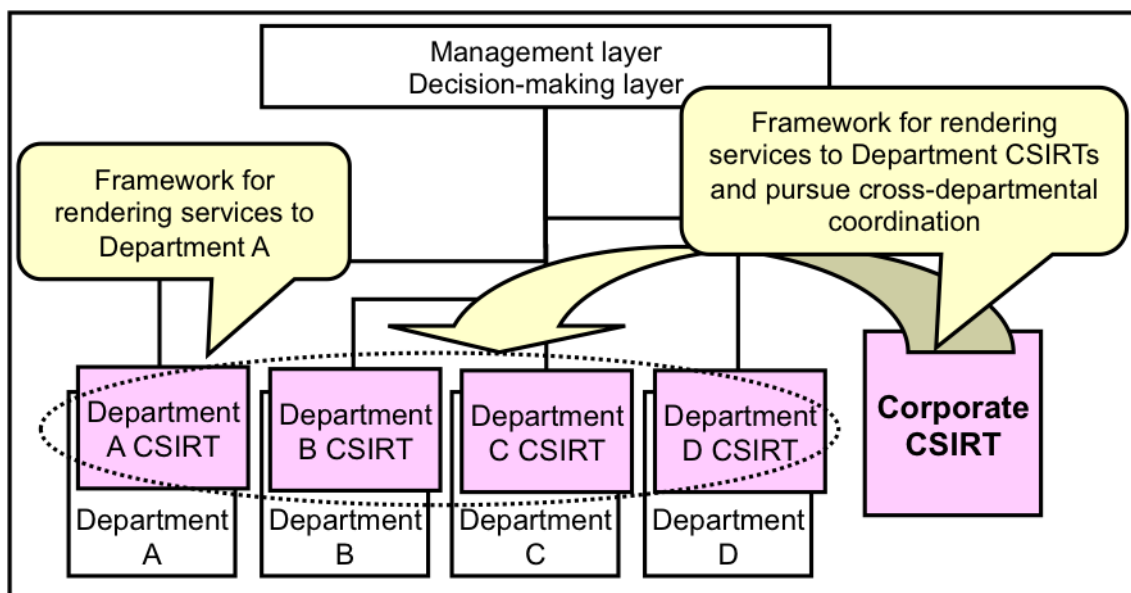 Management layer
Decision-making layer
Framework for rendering
services to Department CSIRTs
and pursue cross-departmental
coordination
Framework for
rendering services to
Department A
Department
A CSIRT
Department
B CSIRT
Department
C CSIRT
Department
D CSIRT
Corporate
CSIRT
Department
A
Department
B
Department
C
Department
D